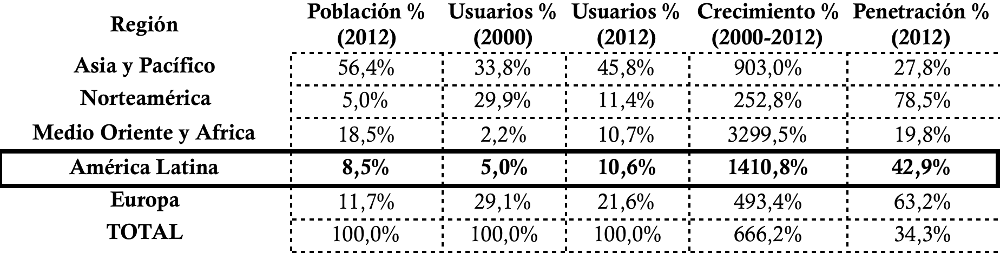 Región Población % (2012) Usuarios % (2000) Usuarios % (2012) Crecimiento % (2000-2012) Penetración % (2012)
Asia y Pacífico 56,4% 33,8% 45,8% 903,0% 27,8%
Norteamérica 5,0% 29,9% 11,4% 252,8% 78,5%
Medio Oriente y Africa 18,5% 2,2% 10,7% 3299,5% 19,8%
América Latina 8,5% 5,0% 10,6% 1410,8% 42,9%
Europa 11,7% 29,1% 21,6% 493,4% 63,2%
TOTAL 100,0% 100,0% 100,0% 666,2% 34,3%